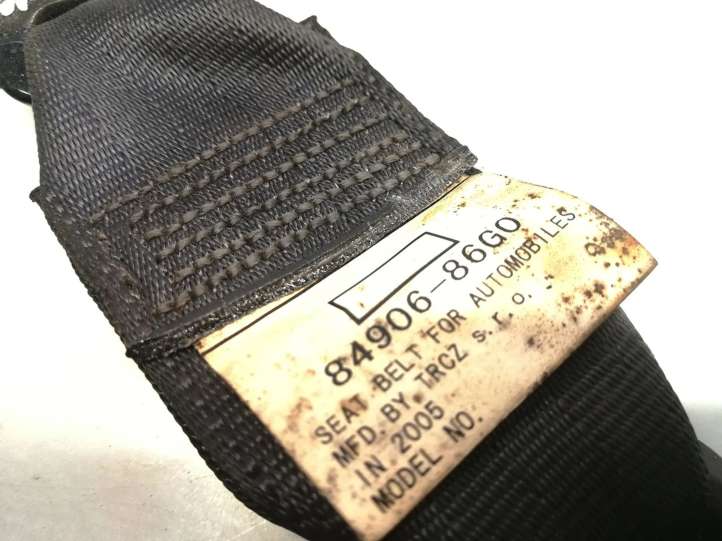 84906-86G0
SEAT BELT FOR AUTOMOBILES
MFD BY TRCZ s.r.o.-
IN 2005
MODEL NO.